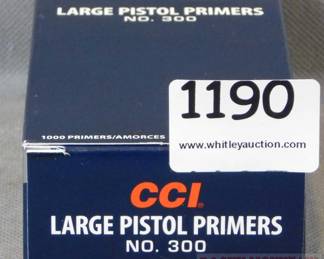 LARGE PISTOL PRIMERS
NO. 300
1190
www.whitleyauction.com
1000 PRIMERS/AMORCES
CCI
LARGE PISTOL PRIMERS
NO. 300